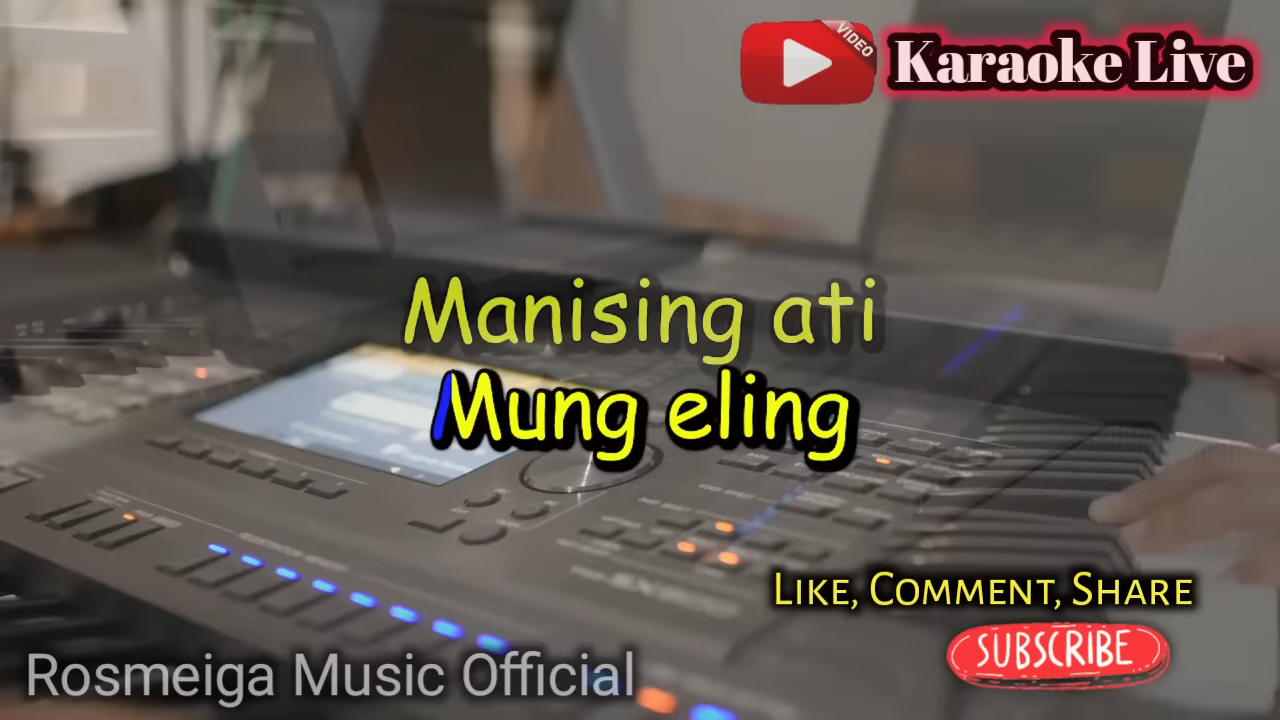 VIDEO
Karaoke Live
Manising ati
Mung eling
Like, Comment, Share
SUBSCRIBE
Rosmeiga Music Official